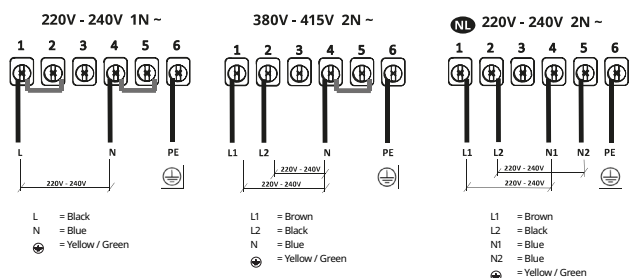 220V - 240V 1N ~
1 2 3 4 5 6
L N PE
220V - 240V
L = Black
N = Blue
= Yellow / Green
380V - 415V 2N ~
1 2 3 4 5 6
L1 L2 N PE
220V - 240V
220V - 240V
L1 = Brown
L2 = Black
N = Blue
= Yellow / Green
NL 220V - 240V 2N ~
1 2 3 4 5 6
L1 L2 N1 N2 PE
220V - 240V
220V - 240V
L1 = Brown
L2 = Black
N1 = Blue
N2 = Blue
= Yellow / Green